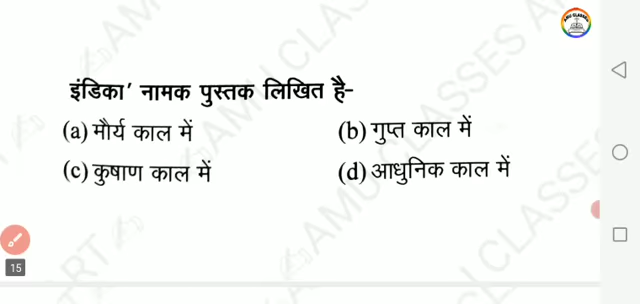 इंडिका' नामक पुस्तक लिखित है-
(a) मौर्य काल में (b) गुप्त काल में
(c) कुषाण काल में (d) आधुनिक काल में
15